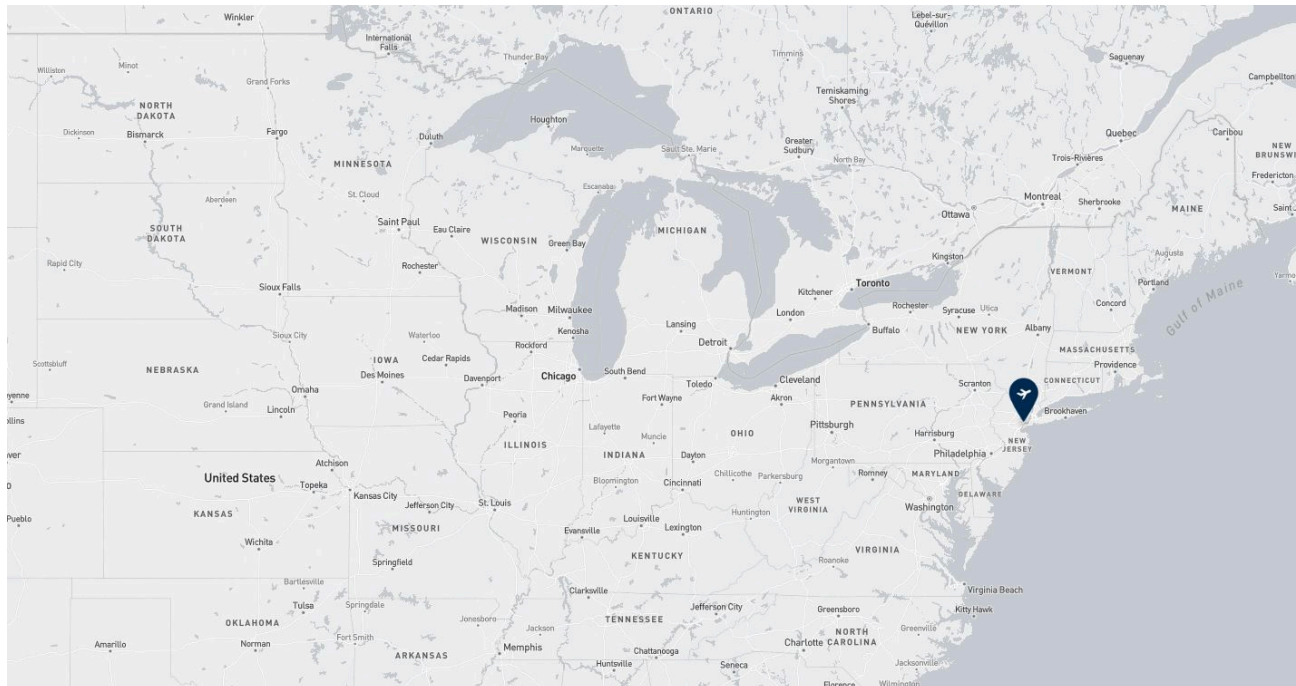 ONTARIO
Winkler
Lebel-sur-
Quévillon
International
Falls
Thunder Bay
Timmins
Saguenay
Williston
Minot
Grand Forks
Temiskaming
Shores
Campbellton
NORTH
DAKOTA
Dickinson
Bismarck
Fargo
Duluth
Houghton
Marquette
Sault Ste. Marie
Greater
Sudbury
North Bay
Quebec
Caribou
NEW
BRUNSW
Trois-Rivières
Fredericton
MINNESOTA
St. Cloud
Escanaba
Aberdeen
Saint Paul
Eau Claire
Montreal
Sherbrooke
Ottawa
MAINE
Saint J
SOUTH
DAKOTA
WISCONSIN
Green Bay
MICHIGAN
Rapid City
Rochester
Kingston
Augusta
VERMONT
Yarmo
Sioux Falls
Toronto
Kitchener
Portland
Gulf of Maine
Madison
Milwaukee
London
Rochester
Syracuse
Utica
Concord
Sioux City
Waterloo
Kenosha
Lansing
Buffalo
NEW YORK
Albany
Rockford
Detroit
MASSACHUSETTS
Scottsbluff
NEBRASKA
IOWA
Cedar Rapids
Des Moines
Davenport
Chicago
South Bend
Toledo
Cleveland
Providence
CONNECTICUT
Scranton
yenne
Omaha
Grand Island
Lincoln
Fort Wayne
Akron
PENNSYLVANIA
Brookhaven
llins
Peoria
Lafayette
Muncie
OHIO
Pittsburgh
Harrisburg
NEW
JERSEY
ver
ILLINOIS
INDIANA
Dayton
Morgantown
Philadelphia
Atchison
United States
Topeka
Kansas City
Bloomington
Chillicothe
Parkersburg
Romney
MARYLAND
Cincinnati
DELAWARE
Jefferson City
St. Louis
WEST
VIRGINIA
Washington
KANSAS
Pueblo
MISSOURI
Louisville
Lexington
Huntington
Evansville
Wichita
KENTUCKY
VIRGINIA
Springfield
Roanoke
Bartlesville
Clarksville
Virginia Beach
Tulsa
Springdale
Jefferson City
Greensboro
Kitty Hawk
OKLAHOMA
Jonesboro
Jackson
TENNESSEE
Greenville
Fort Smith
NORTH
CAROLINA
Amarillo
Norman
Memphis
Chattanooga
Charlotte
ARKANSAS
Huntsville
Seneca
Jacksonville
Florence
Wilmington